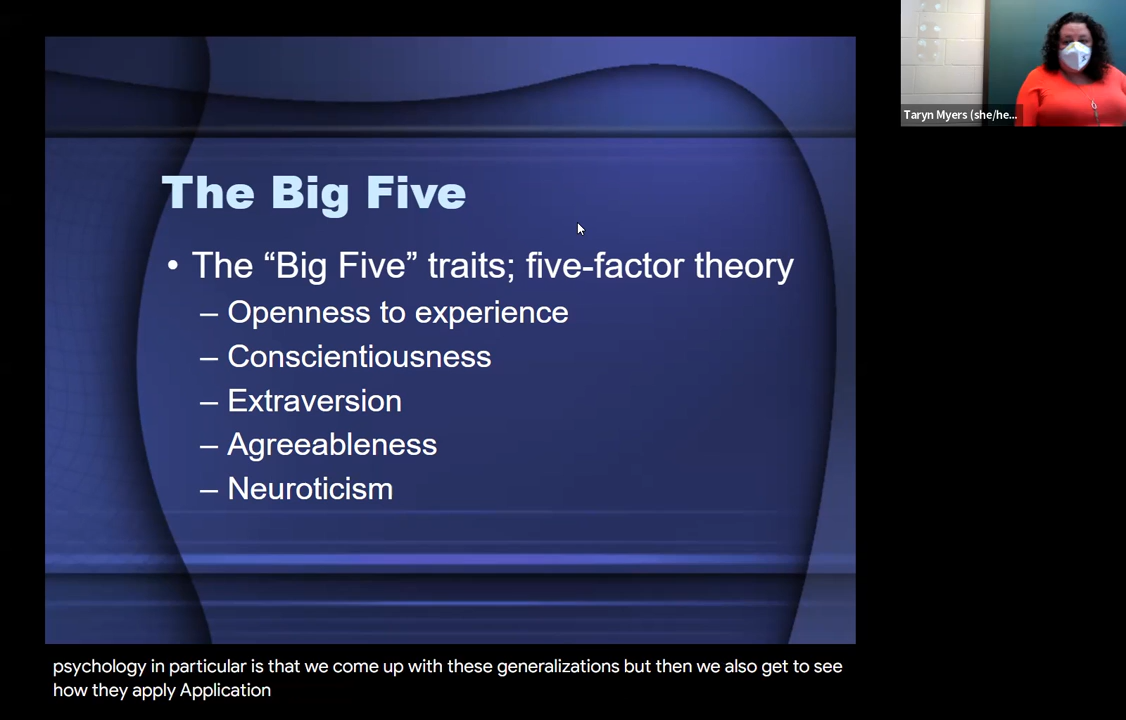 Taryn Myers (she/he...
The Big Five
• The “Big Five” traits; five-factor theory
– Openness to experience
– Conscientiousness
– Extraversion
– Agreeableness
– Neuroticism
psychology in particular is that we come up with these generalizations but then we also get to see
how they apply Application